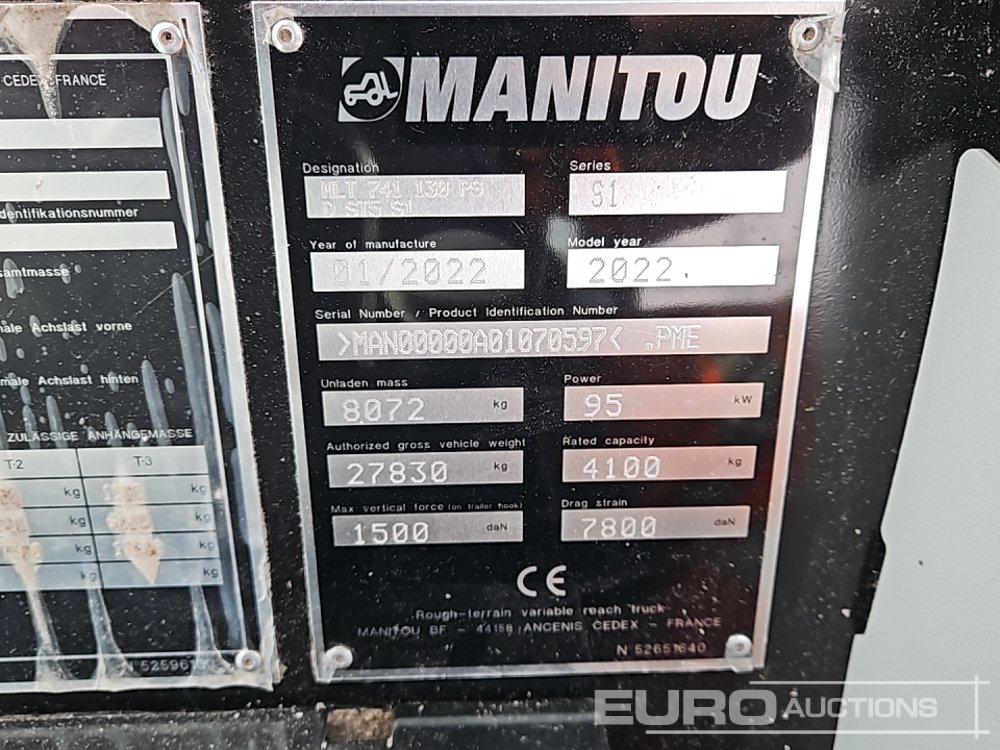 CEDEX FRANCE
dentifikationsnummer
samtmasse
male Achslast vorne
male Achslast hinten
ZULÄSSIGE ANHÄNGEMASSE
T-2 T-3
kg kg
kg kg
kg kg
kg kg
N 52596
MANITOU
Designation Series
MLT 741 130 PS
D ST5 S1
S1
Year of manufacture Model year
01/2022 2022
Serial Number / Product Identification Number
>MAN00000A01070597< .PME
Unladen mass Power
8072 kg 95 kW
Authorized gross vehicle weight Rated capacity
27830 kg 4100 kg
Max vertical force (on trailer hook) Drag strain
1500 daN 7800 daN
CE
Rough-terrain variable reach truck
MANITOU BF - 44158 ANCENIS CEDEX - FRANCE
N 52651640
EURO AUCTIONS